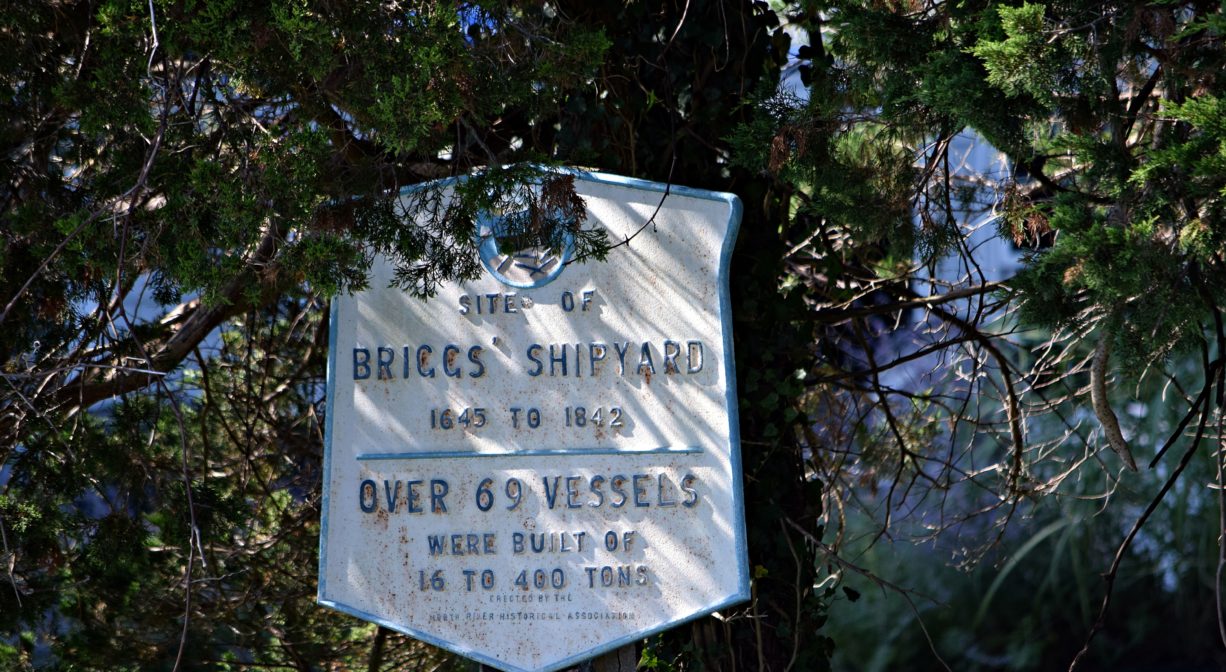 SITE OF
BRIGGS' SHIPYARD
1645 TO 1842
OVER 69 VESSELS
WERE BUILT OF
16 TO 400 TONS
ERECTED BY THE
NORTH RIVER HISTORICAL ASSOCIATION